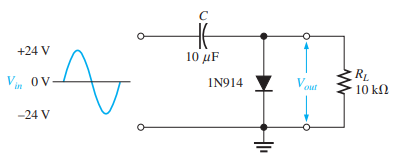 C
10 μF
+24 V
V_in 0 V
–24 V
1N914
V_out
R_L
10 kΩ